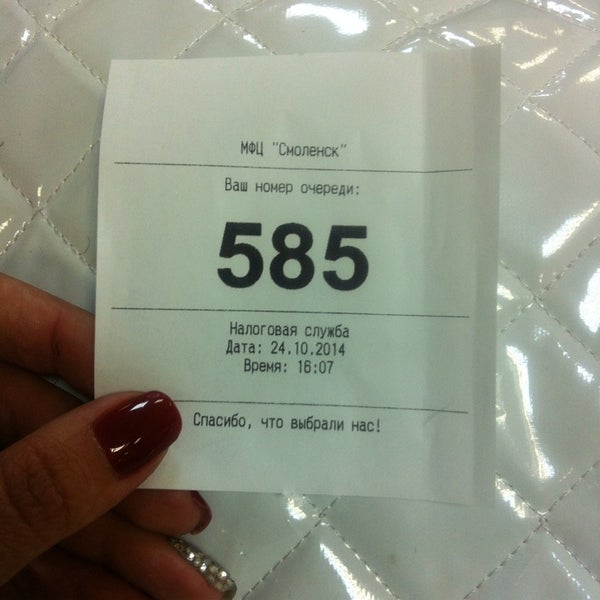 МФЦ "Смоленск"
Ваш номер очереди:
585
Налоговая служба
Дата: 24.10.2014
Время: 16:07
Спасибо, что выбрали нас!